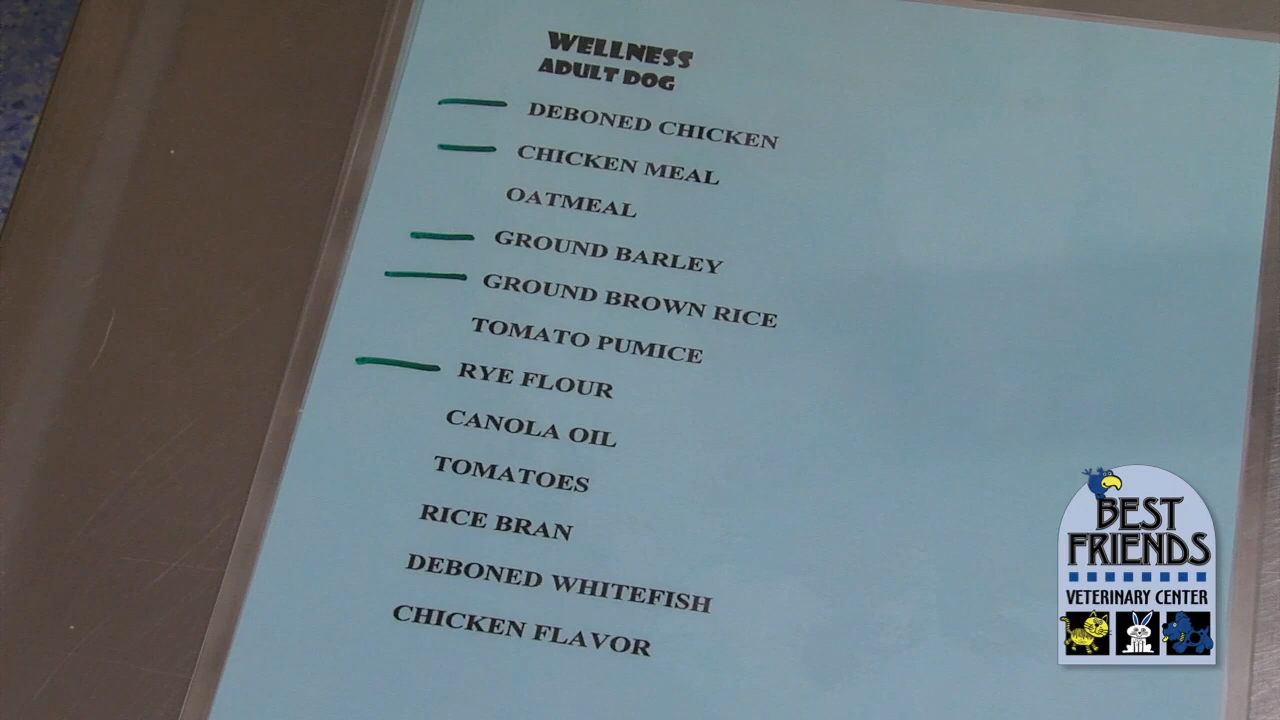 WELLNESS
ADULT DOG
DEBONED CHICKEN
CHICKEN MEAL
OATMEAL
GROUND BARLEY
GROUND BROWN RICE
TOMATO PUMICE
RYE FLOUR
CANOLA OIL
TOMATOES
RICE BRAN
DEBONED WHITEFISH
CHICKEN FLAVOR
BEST
FRIENDS
VETERINARY CENTER